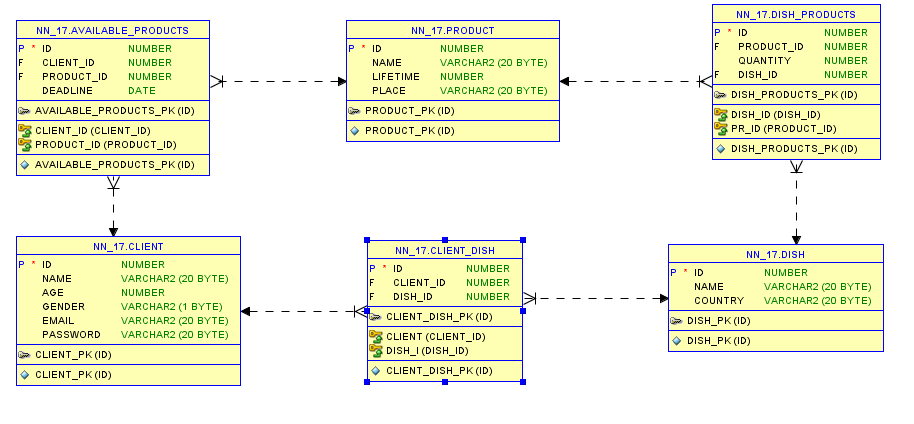 NN_17.AVAILABLE_PRODUCTS
P * ID NUMBER
F CLIENT_ID NUMBER
F PRODUCT_ID NUMBER
DEADLINE DATE
AVAILABLE_PRODUCTS_PK (ID)
CLIENT_ID (CLIENT_ID)
PRODUCT_ID (PRODUCT_ID)
AVAILABLE_PRODUCTS_PK (ID)
NN_17.PRODUCT
P * ID NUMBER
NAME VARCHAR2 (20 BYTE)
LIFETIME NUMBER
PLACE VARCHAR2 (20 BYTE)
PRODUCT_PK (ID)
PRODUCT_PK (ID)
NN_17.DISH_PRODUCTS
P * ID NUMBER
F PRODUCT_ID NUMBER
QUANTITY NUMBER
F DISH_ID NUMBER
DISH_PRODUCTS_PK (ID)
DISH_ID (DISH_ID)
PR_ID (PRODUCT_ID)
DISH_PRODUCTS_PK (ID)
NN_17.CLIENT
P * ID NUMBER
NAME VARCHAR2 (20 BYTE)
AGE NUMBER
GENDER VARCHAR2 (1 BYTE)
EMAIL VARCHAR2 (20 BYTE)
PASSWORD VARCHAR2 (20 BYTE)
CLIENT_PK (ID)
CLIENT_PK (ID)
NN_17.CLIENT_DISH
P * ID NUMBER
F CLIENT_ID NUMBER
F DISH_ID NUMBER
CLIENT_DISH_PK (ID)
CLIENT (CLIENT_ID)
DISH_I (DISH_ID)
CLIENT_DISH_PK (ID)
NN_17.DISH
P * ID NUMBER
NAME VARCHAR2 (20 BYTE)
COUNTRY VARCHAR2 (20 BYTE)
DISH_PK (ID)
DISH_PK (ID)